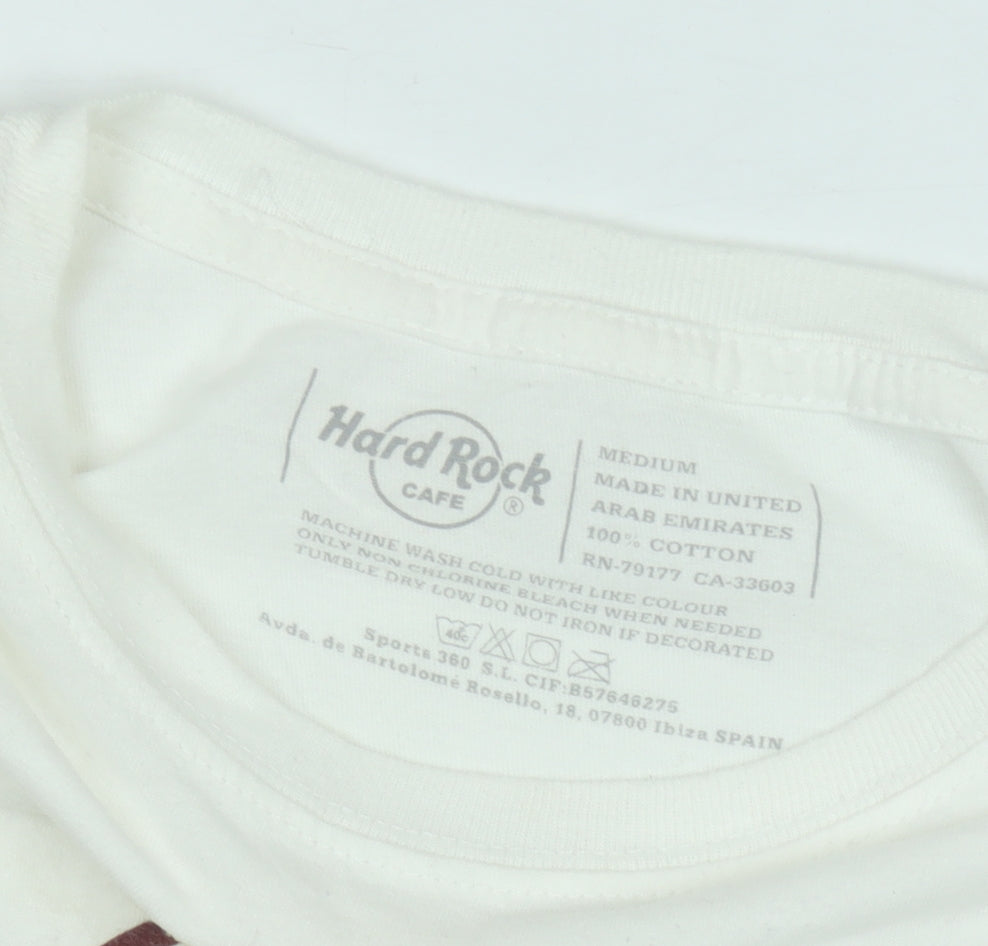 Hard Rock
CAFE ®
MEDIUM
MADE IN UNITED
ARAB EMIRATES
100% COTTON
RN-79177 CA-33603
MACHINE WASH COLD WITH LIKE COLOUR
ONLY NON CHLORINE BLEACH WHEN NEEDED
TUMBLE DRY LOW DO NOT IRON IF DECORATED
40c
Sports 360 S.L. CIF:B57646275
Avda. de Bartolomé Rosello, 18, 07800 Ibiza SPAIN